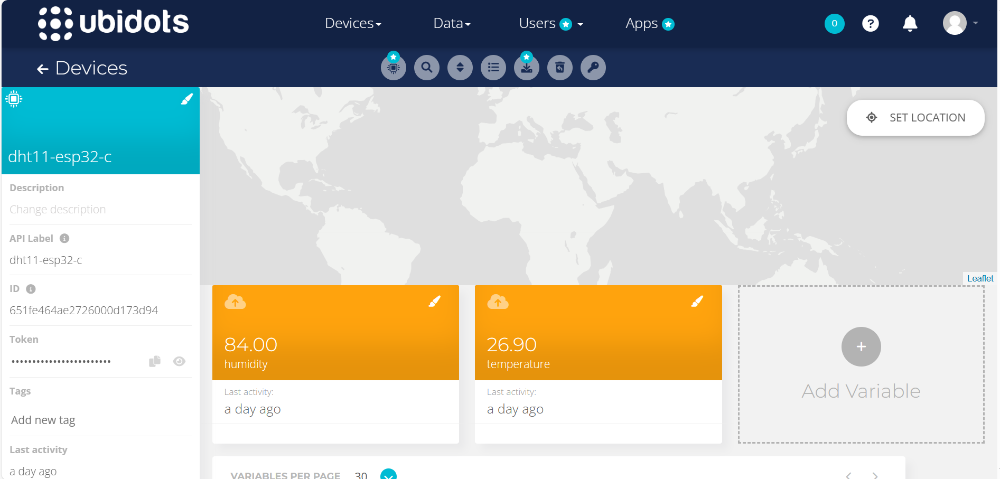 ubidots
Devices
Data
Users
Apps
0
?
Devices
dht11-esp32-c
Description
Change description
API Label
dht11-esp32-c
ID
651fe464ae2726000d173d94
Token
••••••••••••••••••••••••
Tags
Add new tag
Last activity
a day ago
SET LOCATION
Leaflet
84.00
humidity
Last activity:
a day ago
26.90
temperature
Last activity:
a day ago
+
Add Variable
VARIABLES PER PAGE 30